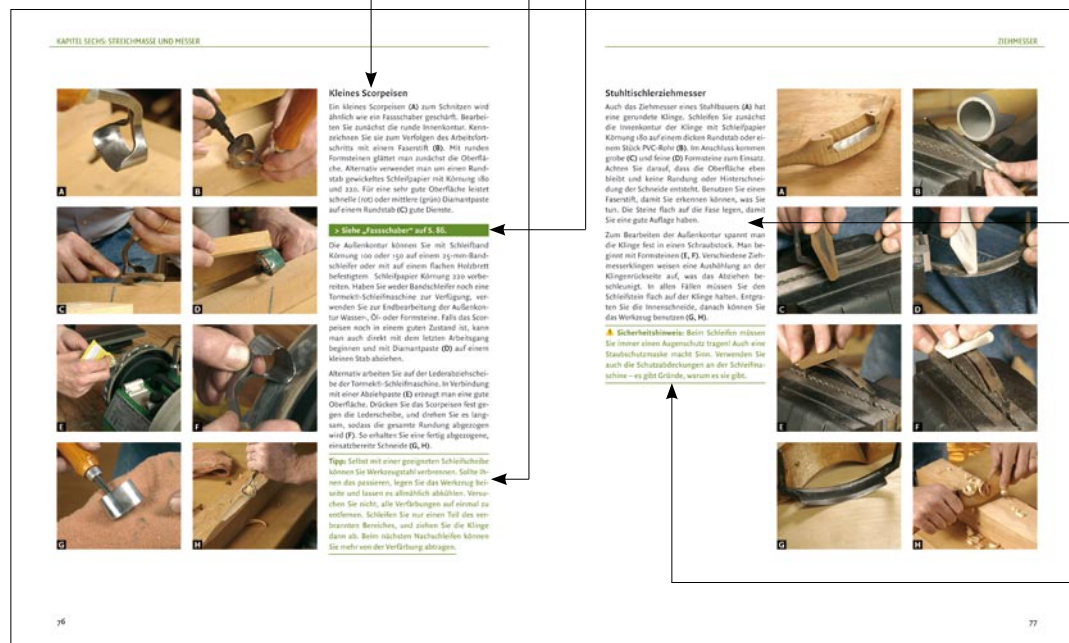 KAPITEL SECHS: STREICHMASSE UND MESSER
Kleines Scorpeisen
Ein kleines Scorpeisen (A) zum Schnitzen wird
ähnlich wie ein Fassschaber geschärft. Bearbei-
ten Sie zunächst die runde Innenkontur. Kenn-
zeichnen Sie sie zum Verfolgen des Arbeitsfort-
schritts mit einem Faserstift (B). Mit runden
Formsteinen glättet man zunächst die Oberflä-
che. Alternativ verwendet man um einen Rund-
stab gewickeltes Schleifpapier mit Körnung 180
und 220. Für eine sehr gute Oberfläche leistet
schnelle (rot) oder mittlere (grün) Diamantpaste
auf einem Rundstab (C) gute Dienste.
> Siehe „Fassschaber“ auf S. 86.
Die Außenkontur können Sie mit Schleifband
Körnung 100 oder 150 auf einem 25-mm-Band-
schleifer oder mit auf einem flachen Holzbrett
befestigten Schleifpapier Körnung 220 vorbe-
reiten. Haben Sie weder Bandschleifer noch eine
Tormek®-Schleifmaschine zur Verfügung, ver-
wenden Sie zur Endbearbeitung der Außenkon-
tur Wasser-, Öl- oder Formsteine. Falls das Scor-
peisen noch in einem guten Zustand ist, kann
man auch direkt mit dem letzten Arbeitsgang
beginnen und mit Diamantpaste (D) auf einem
kleinen Stab abziehen.
Alternativ arbeiten Sie auf der Lederabziehschei-
be der Tormek®-Schleifmaschine. In Verbindung
mit einer Abziehpaste (E) erzeugt man eine gute
Oberfläche. Drücken Sie das Scorpeisen fest ge-
gen die Lederscheibe, und drehen Sie es lang-
sam, sodass die gesamte Rundung abgezogen
wird (F). So erhalten Sie eine fertig abgezogene,
einsatzbereite Schneide (G, H).
Tipp: Selbst mit einer geeigneten Schleifscheibe
können Sie Werkzeugstahl verbrennen. Sollte Ih-
nen das passieren, legen Sie das Werkzeug bei-
seite und lassen es allmählich abkühlen. Versu-
chen Sie nicht, alle Verfärbungen auf einmal zu
entfernen. Schleifen Sie nur einen Teil des ver-
brannten Bereiches, und ziehen Sie die Klinge
dann ab. Beim nächsten Nachschleifen können
Sie mehr von der Verfärbung abtragen.
A
B
C
D
E
F
G
H
76
ZIEHMESSER
Stuhltischlerziehmesser
Auch das Ziehmesser eines Stuhlbauers (A) hat
eine gerundete Klinge. Schleifen Sie zunächst
die Innenkontur der Klinge mit Schleifpapier
Körnung 180 auf einem dicken Rundstab oder ei-
nem Stück PVC-Rohr (B). Im Anschluss kommen
grobe (C) und feine (D) Formsteine zum Einsatz.
Achten Sie darauf, dass die Oberfläche eben
bleibt und keine Rundung oder Hinterschnei-
dung der Schneide entsteht. Benutzen Sie einen
Faserstift, damit Sie erkennen können, was Sie
tun. Die Steine flach auf die Fase legen, damit
Sie eine gute Auflage haben.
Zum Bearbeiten der Außenkontur spannt man
die Klinge fest in einen Schraubstock. Man be-
ginnt mit Formsteinen (E, F). Verschiedene Zieh-
messerklingen weisen eine Aushöhlung an der
Klingenrückseite auf, was das Abziehen be-
schleunigt. In allen Fällen müssen Sie den
Schleifstein flach auf der Klinge halten. Entgra-
ten Sie die Innenschneide, danach können Sie
das Werkzeug benutzen (G, H).
Sicherheitshinweis: Beim Schleifen müssen
Sie immer einen Augenschutz tragen! Auch eine
Staubschutzmaske macht Sinn. Verwenden Sie
auch die Schutzabdeckungen an der Schleifma-
schine – es gibt Gründe, warum es sie gibt.
A
B
C
D
E
F
G
H
77